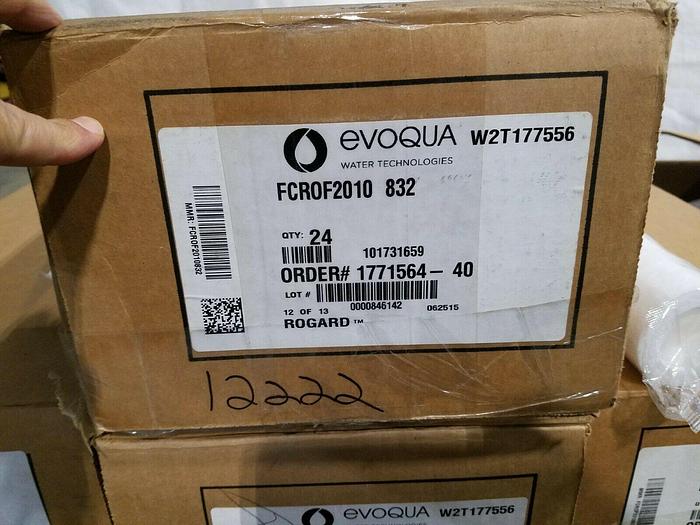 evoqua W2T177556
WATER TECHNOLOGIES
FCROF2010 832
MMR: FCROF2010832
QTY: 24
101731659
ORDER# 1771564– 40
LOT #
0000846142 062515
12 OF 13
ROGARD ™
12222
evoqua W2T177556